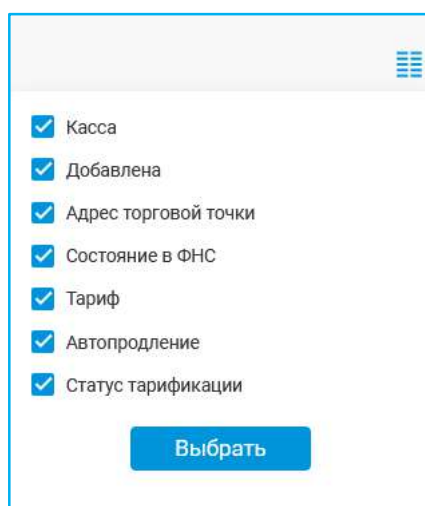 Касса
Добавлена
Адрес торговой точки
Состояние в ФНС
Тариф
Автопродление
Статус тарификации
Выбрать